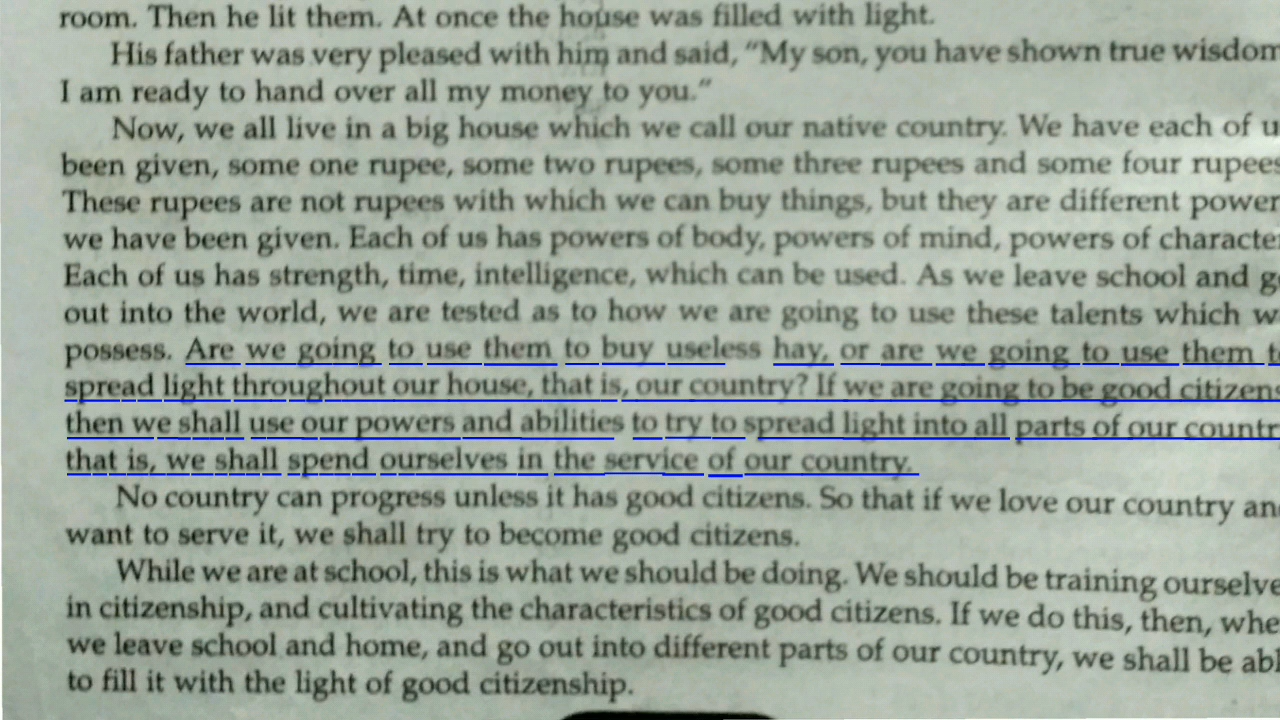 room. Then he lit them. At once the house was filled with light.
His father was very pleased with him and said, "My son, you have shown true wisdom
I am ready to hand over all my money to you."
Now, we all live in a big house which we call our native country. We have each of u
been given, some one rupee, some two rupees, some three rupees and some four rupees
These rupees are not rupees with which we can buy things, but they are different power
we have been given. Each of us has powers of body, powers of mind, powers of character
Each of us has strength, time, intelligence, which can be used. As we leave school and g
out into the world, we are tested as to how we are going to use these talents which w
possess. Are we going to use them to buy useless hay, or are we going to use them to
spread light throughout our house, that is, our country? If we are going to be good citizens
then we shall use our powers and abilities to try to spread light into all parts of our countr
that is, we shall spend ourselves in the service of our country.
No country can progress unless it has good citizens. So that if we love our country an
want to serve it, we shall try to become good citizens.
While we are at school, this is what we should be doing. We should be training ourselve
in citizenship, and cultivating the characteristics of good citizens. If we do this, then, whe
we leave school and home, and go out into different parts of our country, we shall be abl
to fill it with the light of good citizenship.